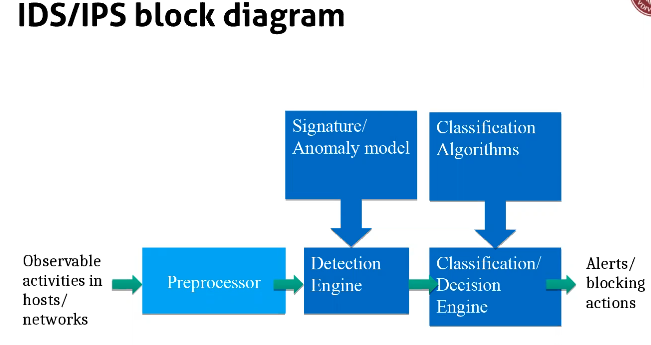 IDS/IPS block diagram
Signature/
Anomaly model
Classification
Algorithms
Observable
activities in
hosts/
networks
Preprocessor
Detection
Engine
Classification/
Decision
Engine
Alerts/
blocking
actions